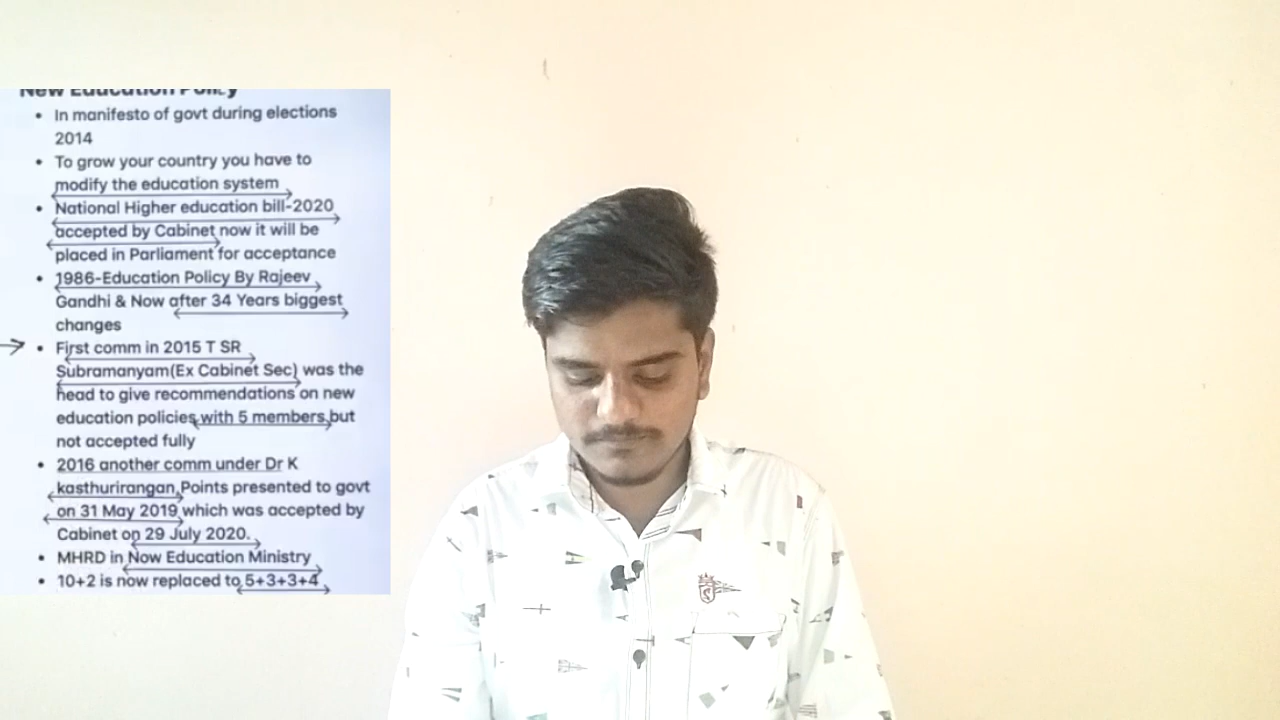 New Education Policy
• In manifesto of govt during elections
2014
• To grow your country you have to
modify the education system
• National Higher education bill-2020
accepted by Cabinet now it will be
placed in Parliament for acceptance
• 1986-Education Policy By Rajeev
Gandhi & Now after 34 Years biggest
changes
• First comm in 2015 T SR
Subramanyam(Ex Cabinet Sec) was the
head to give recommendations on new
education policies with 5 members but
not accepted fully
• 2016 another comm under Dr K
kasthurirangan,Points presented to govt
on 31 May 2019 which was accepted by
Cabinet on 29 July 2020.
• MHRD in Now Education Ministry
• 10+2 is now replaced to 5+3+3+4